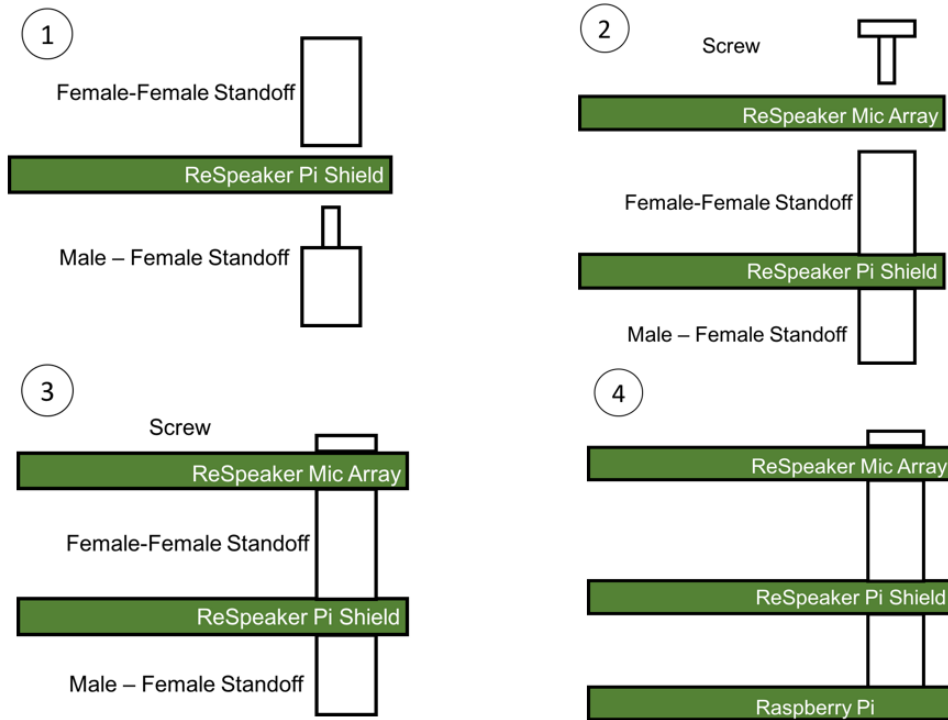 1
Female-Female Standoff
ReSpeaker Pi Shield
Male – Female Standoff
2
Screw
ReSpeaker Mic Array
Female-Female Standoff
ReSpeaker Pi Shield
Male – Female Standoff
3
Screw
ReSpeaker Mic Array
Female-Female Standoff
ReSpeaker Pi Shield
Male – Female Standoff
4
ReSpeaker Mic Array
ReSpeaker Pi Shield
Raspberry Pi